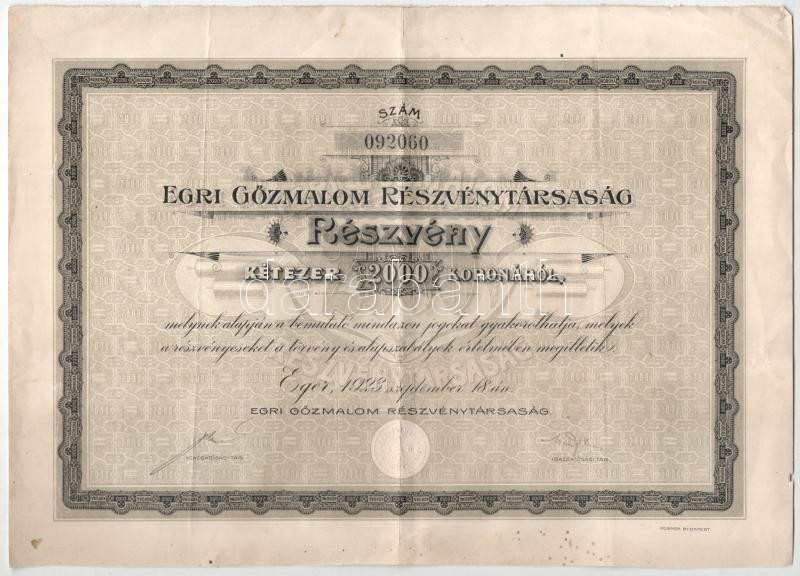 SZÁM
092060
EGRI GŐZMALOM RÉSZVÉNYTÁRSASÁG
Részvény
KÉTEZER 2000 KORONÁRÓL,
darabanth
melynek alapján a bemutató mindazon jogokat gyakorolhatja, melyek
a részvényeseket a törvény és alapszabályok értelmében megilletik.
Eger, 1923 szeptember 18-án.
EGRI GŐZMALOM RÉSZVÉNYTÁRSASÁG.
IGAZGATÓSÁGI TAG. IGAZGATÓSÁGI TAG.
POSNER BUDAPEST.